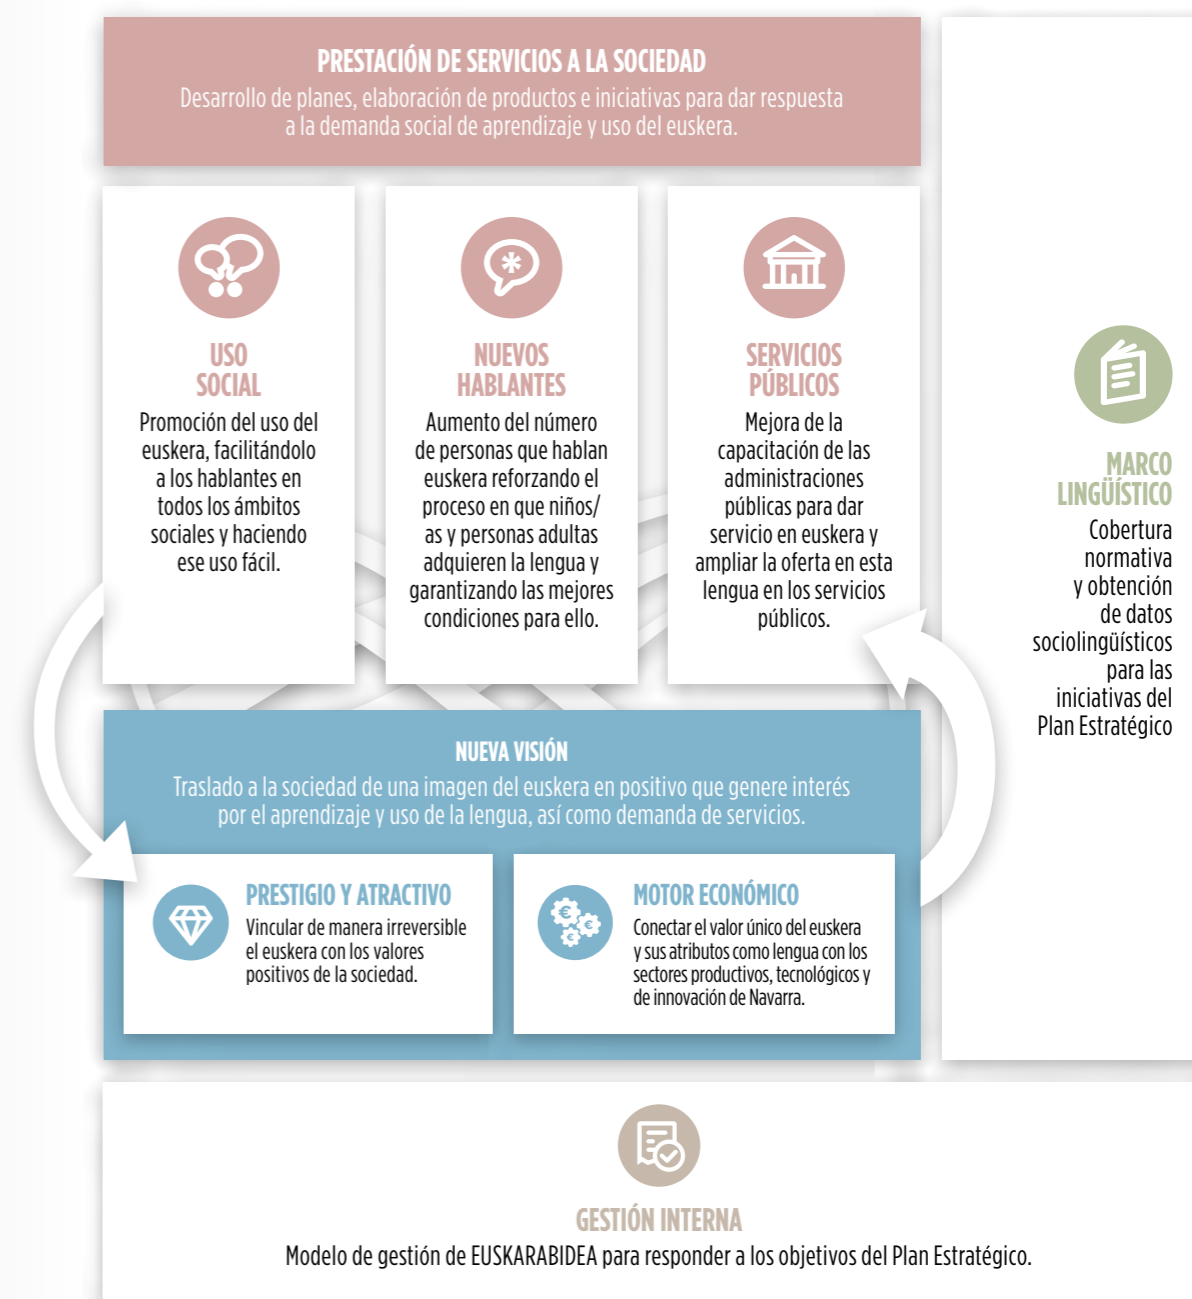 PRESTACIÓN DE SERVICIOS A LA SOCIEDAD
Desarrollo de planes, elaboración de productos e iniciativas para dar respuesta
a la demanda social de aprendizaje y uso del euskera.
USO
SOCIAL
Promoción del uso del
euskera, facilitándolo
a los hablantes en
todos los ámbitos
sociales y haciendo
ese uso fácil.
NUEVOS
HABLANTES
Aumento del número
de personas que hablan
euskera reforzando el
proceso en que niños/
as y personas adultas
adquieren la lengua y
garantizando las mejores
condiciones para ello.
SERVICIOS
PÚBLICOS
Mejora de la
capacitación de las
administraciones
públicas para dar
servicio en euskera y
ampliar la oferta en esta
lengua en los servicios
públicos.
MARCO
LINGÜÍSTICO
Cobertura
normativa
y obtención
de datos
sociolingüísticos
para las
iniciativas del
Plan Estratégico
NUEVA VISIÓN
Traslado a la sociedad de una imagen del euskera en positivo que genere interés
por el aprendizaje y uso de la lengua, así como demanda de servicios.
PRESTIGIO Y ATRACTIVO
Vincular de manera irreversible
el euskera con los valores
positivos de la sociedad.
MOTOR ECONÓMICO
Conectar el valor único del euskera
y sus atributos como lengua con los
sectores productivos, tecnológicos y
de innovación de Navarra.
GESTIÓN INTERNA
Modelo de gestión de EUSKARABIDEA para responder a los objetivos del Plan Estratégico.